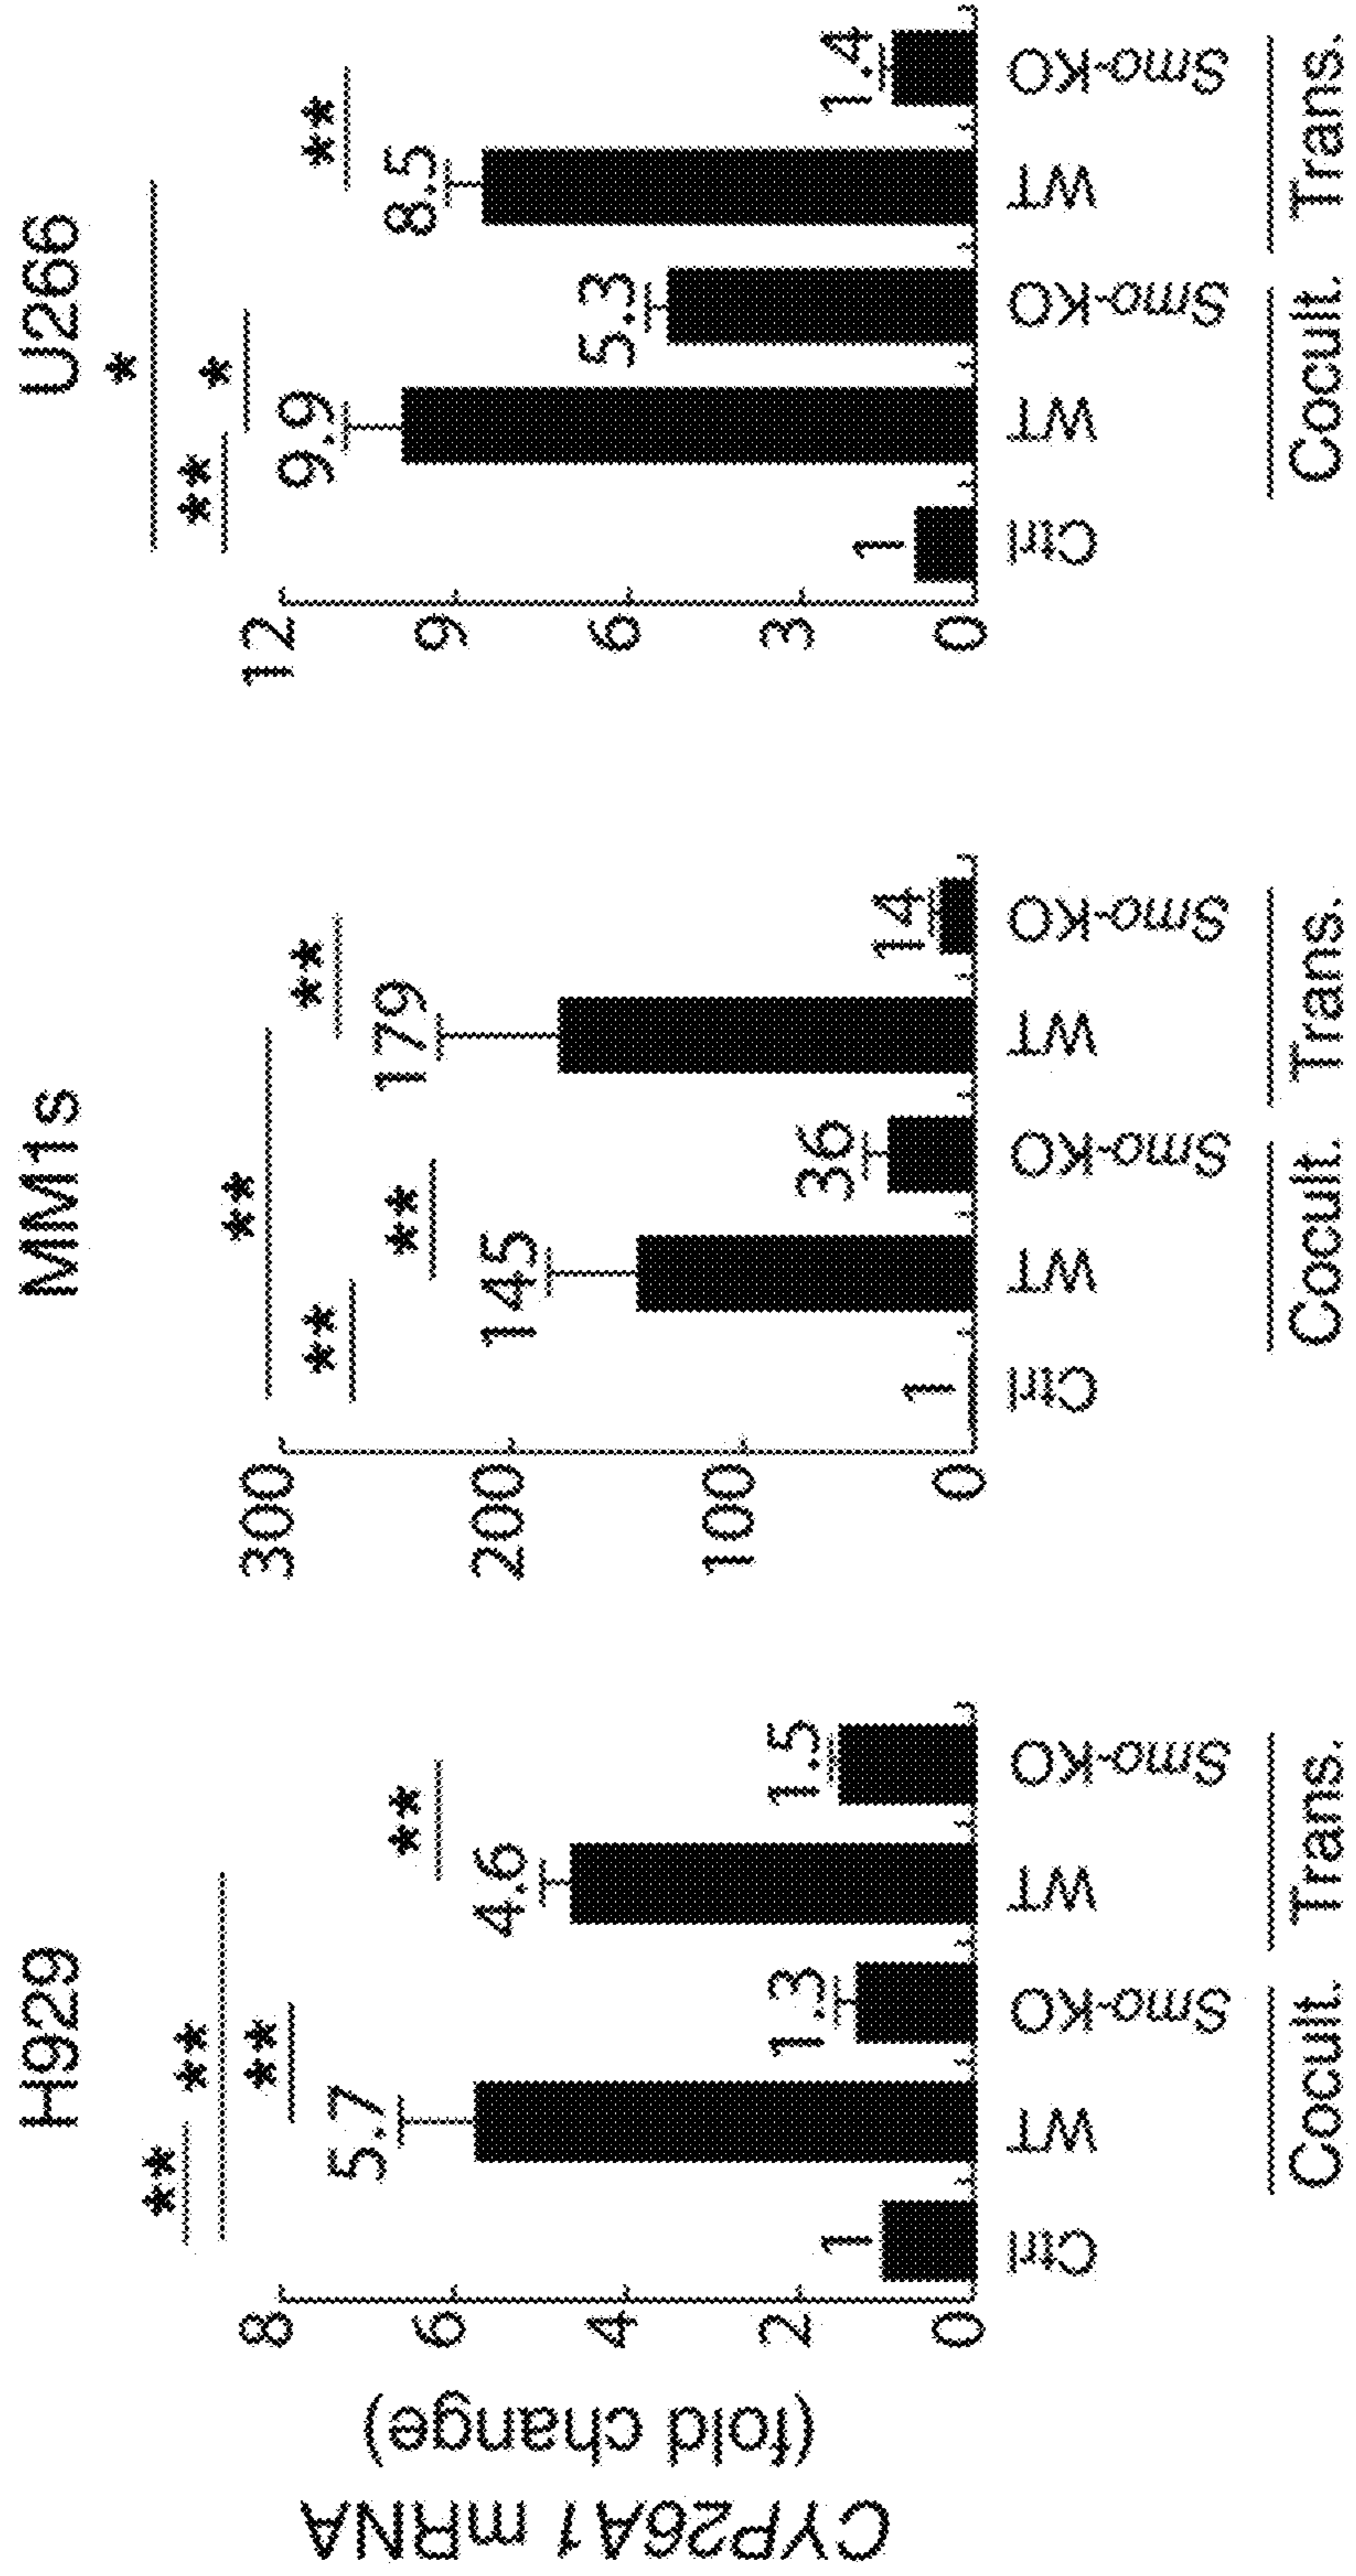 CYP26A1 mRNA
(fold change)
H929
**
**
**
**
8
6
4
2
0
1
5.7
1.3
4.6
1.5
Ctrl
WT
Smo-KO
WT
Smo-KO
Cocult.
Trans.
MM1s
**
**
**
**
300
200
100
0
1
145
36
179
14
Ctrl
WT
Smo-KO
WT
Smo-KO
Cocult.
Trans.
U266
*
**
*
**
12
9
6
3
0
1
9.9
5.3
8.5
1.4
Ctrl
WT
Smo-KO
WT
Smo-KO
Cocult.
Trans.